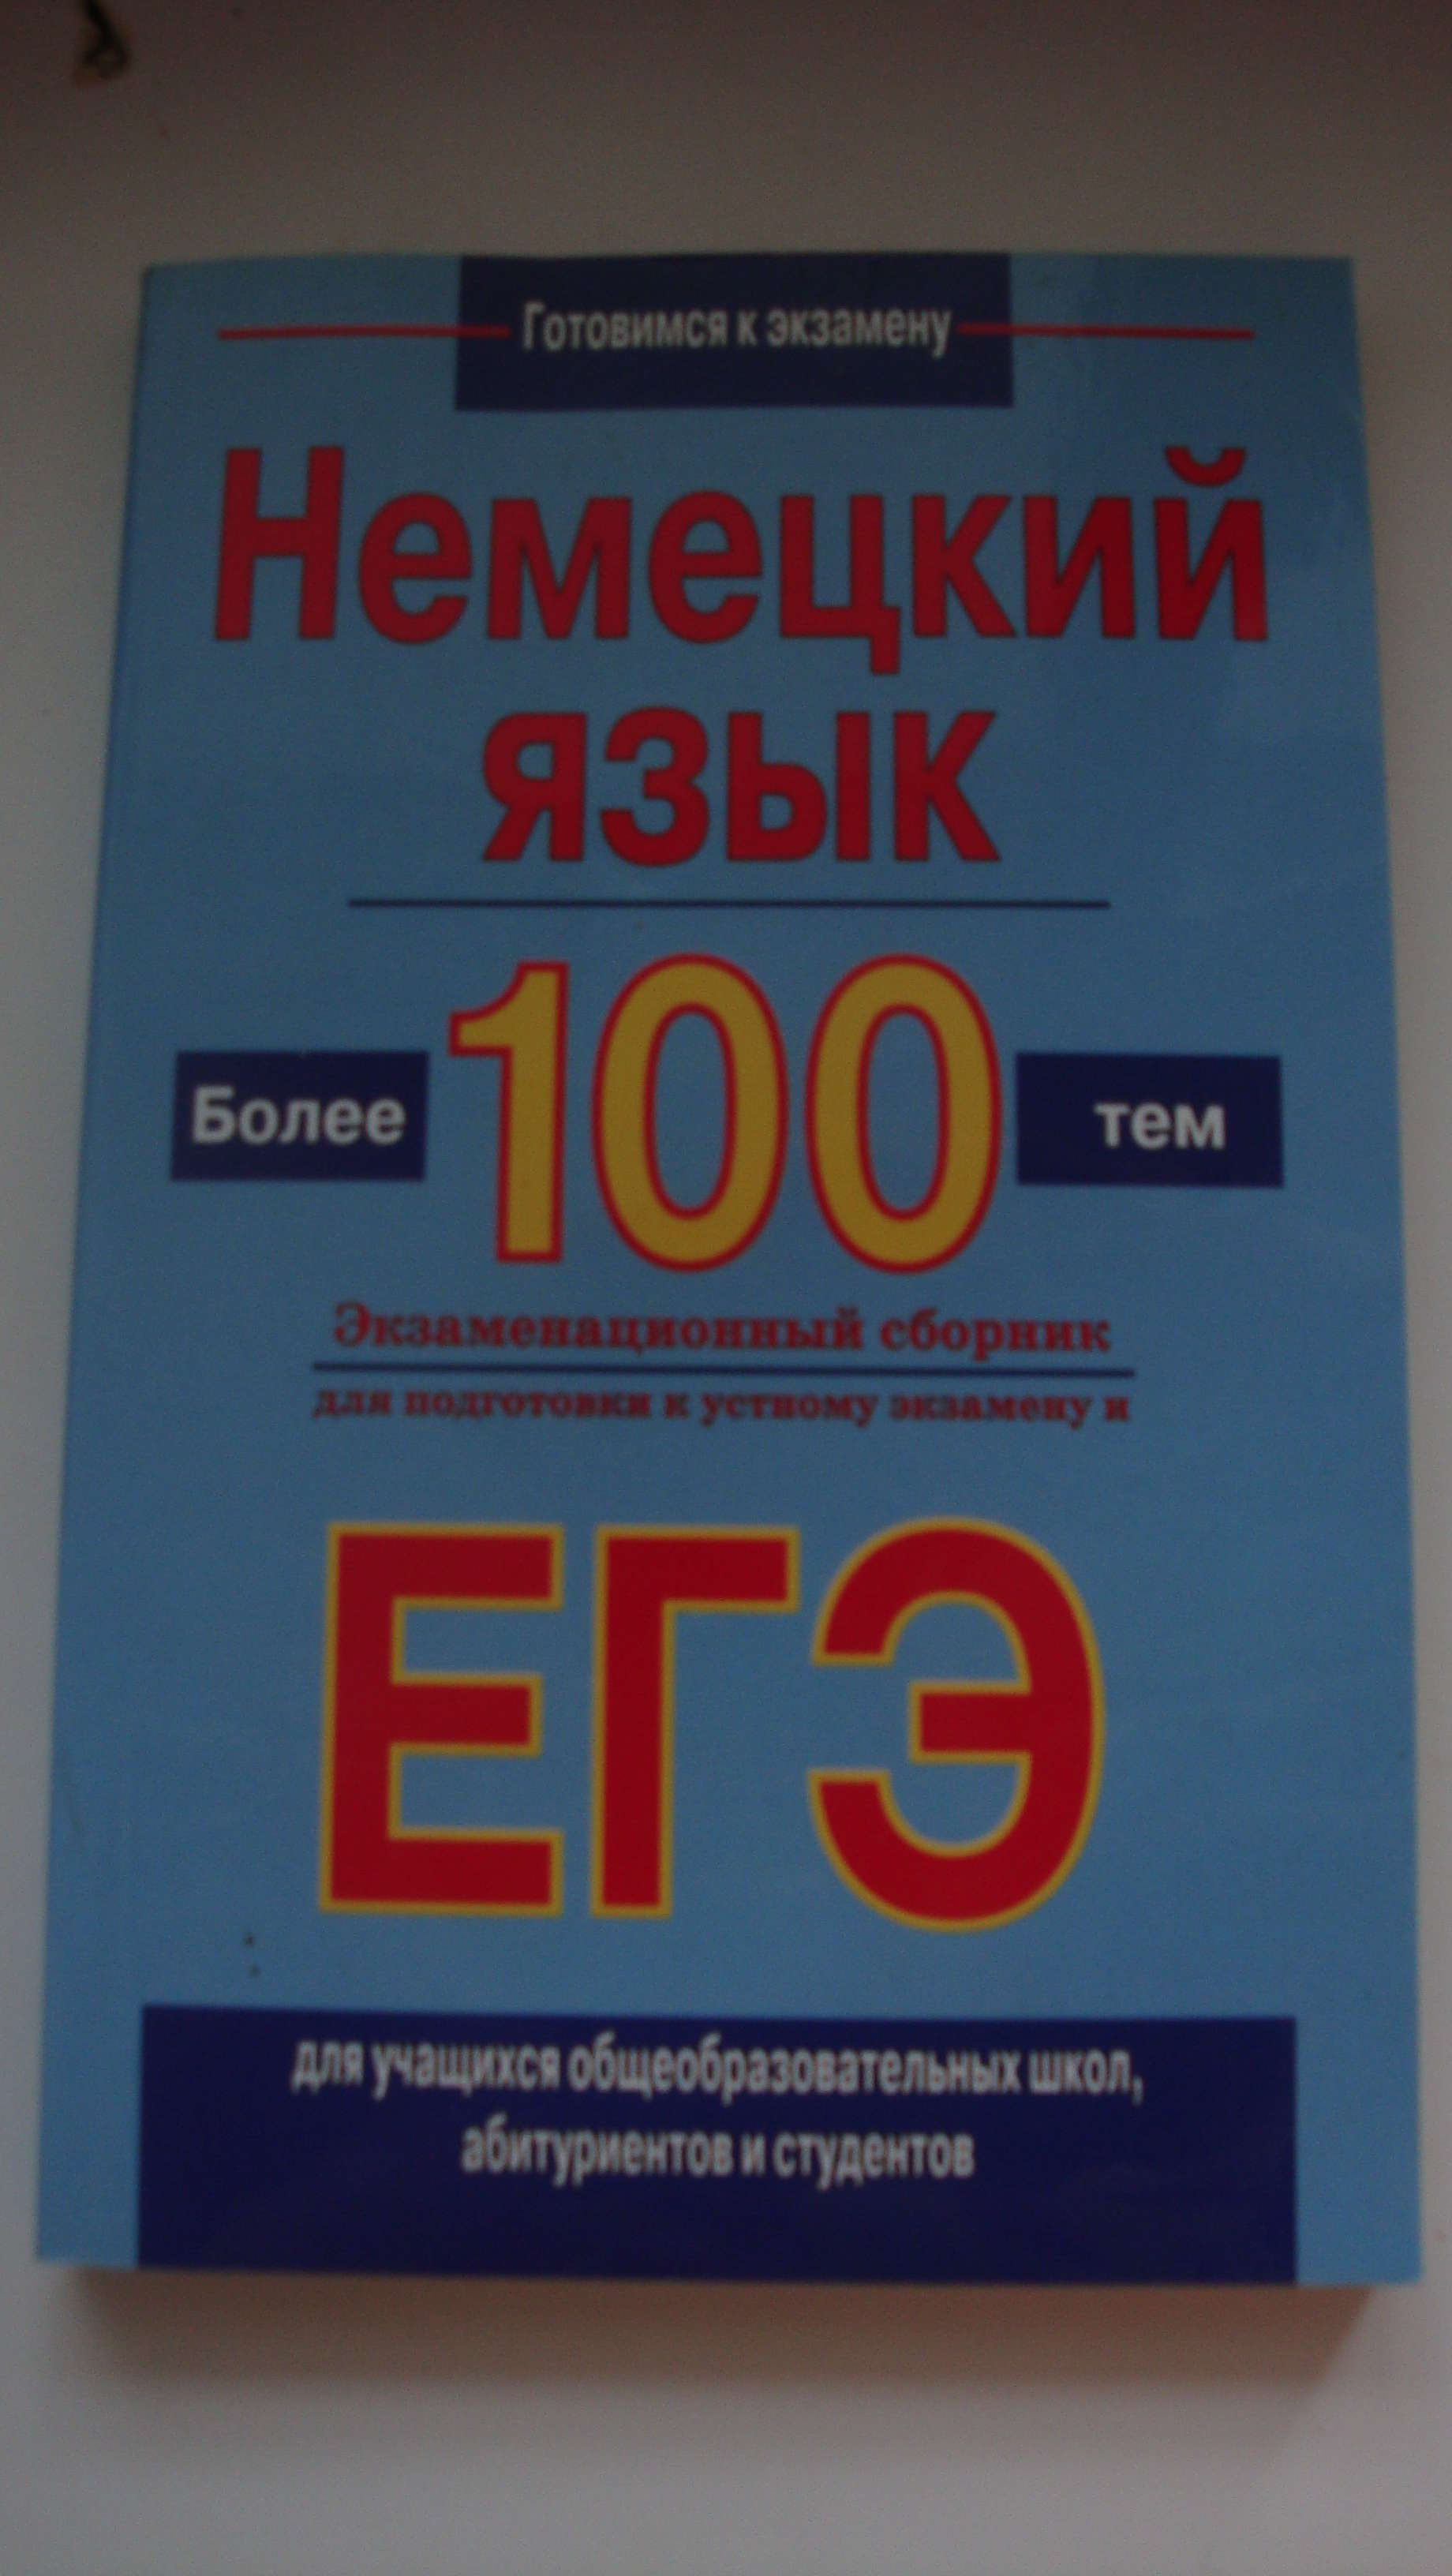 Готовимся к экзамену
Немецкий
язык
Более 100 тем
Экзаменационный сборник
для подготовки к устному экзамену и
ЕГЭ
для учащихся общеобразовательных школ,
абитуриентов и студентов